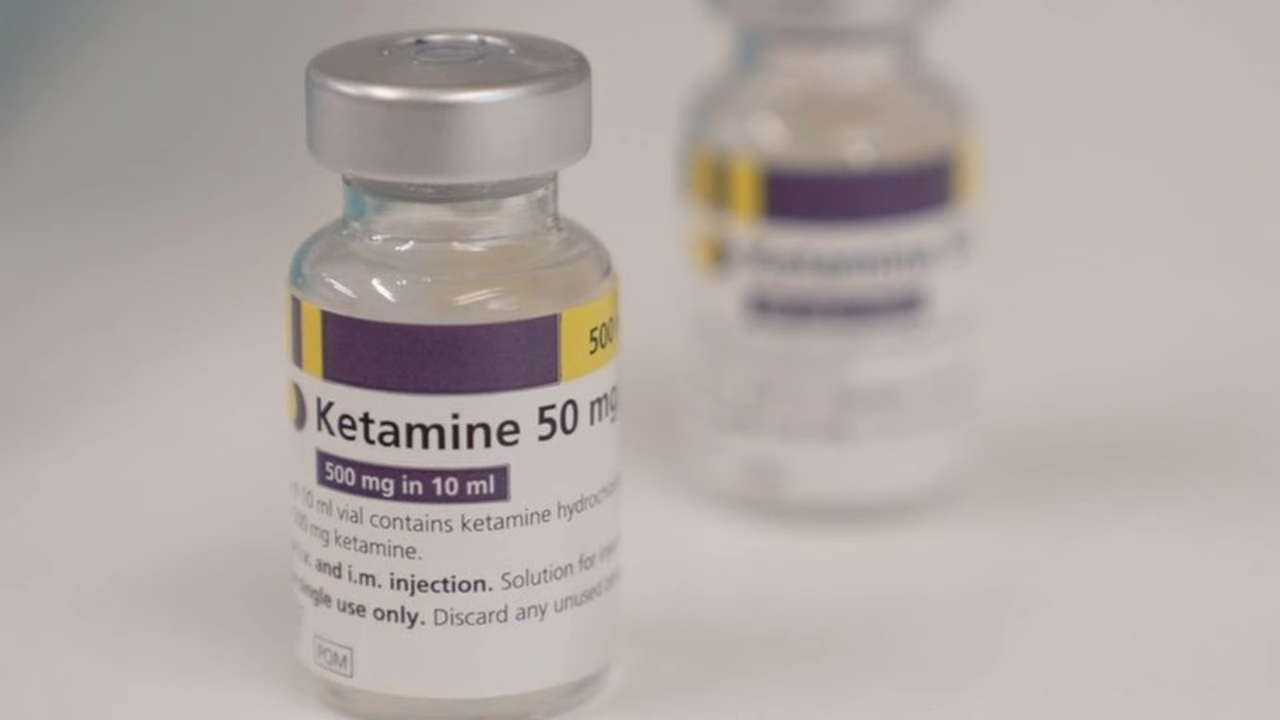 500
Ketamine 50 mg
500 mg in 10 ml
10 ml vial contains ketamine
mg ketamine.
and i.m. injection. Solution for
single use only. Discard any unused
POM